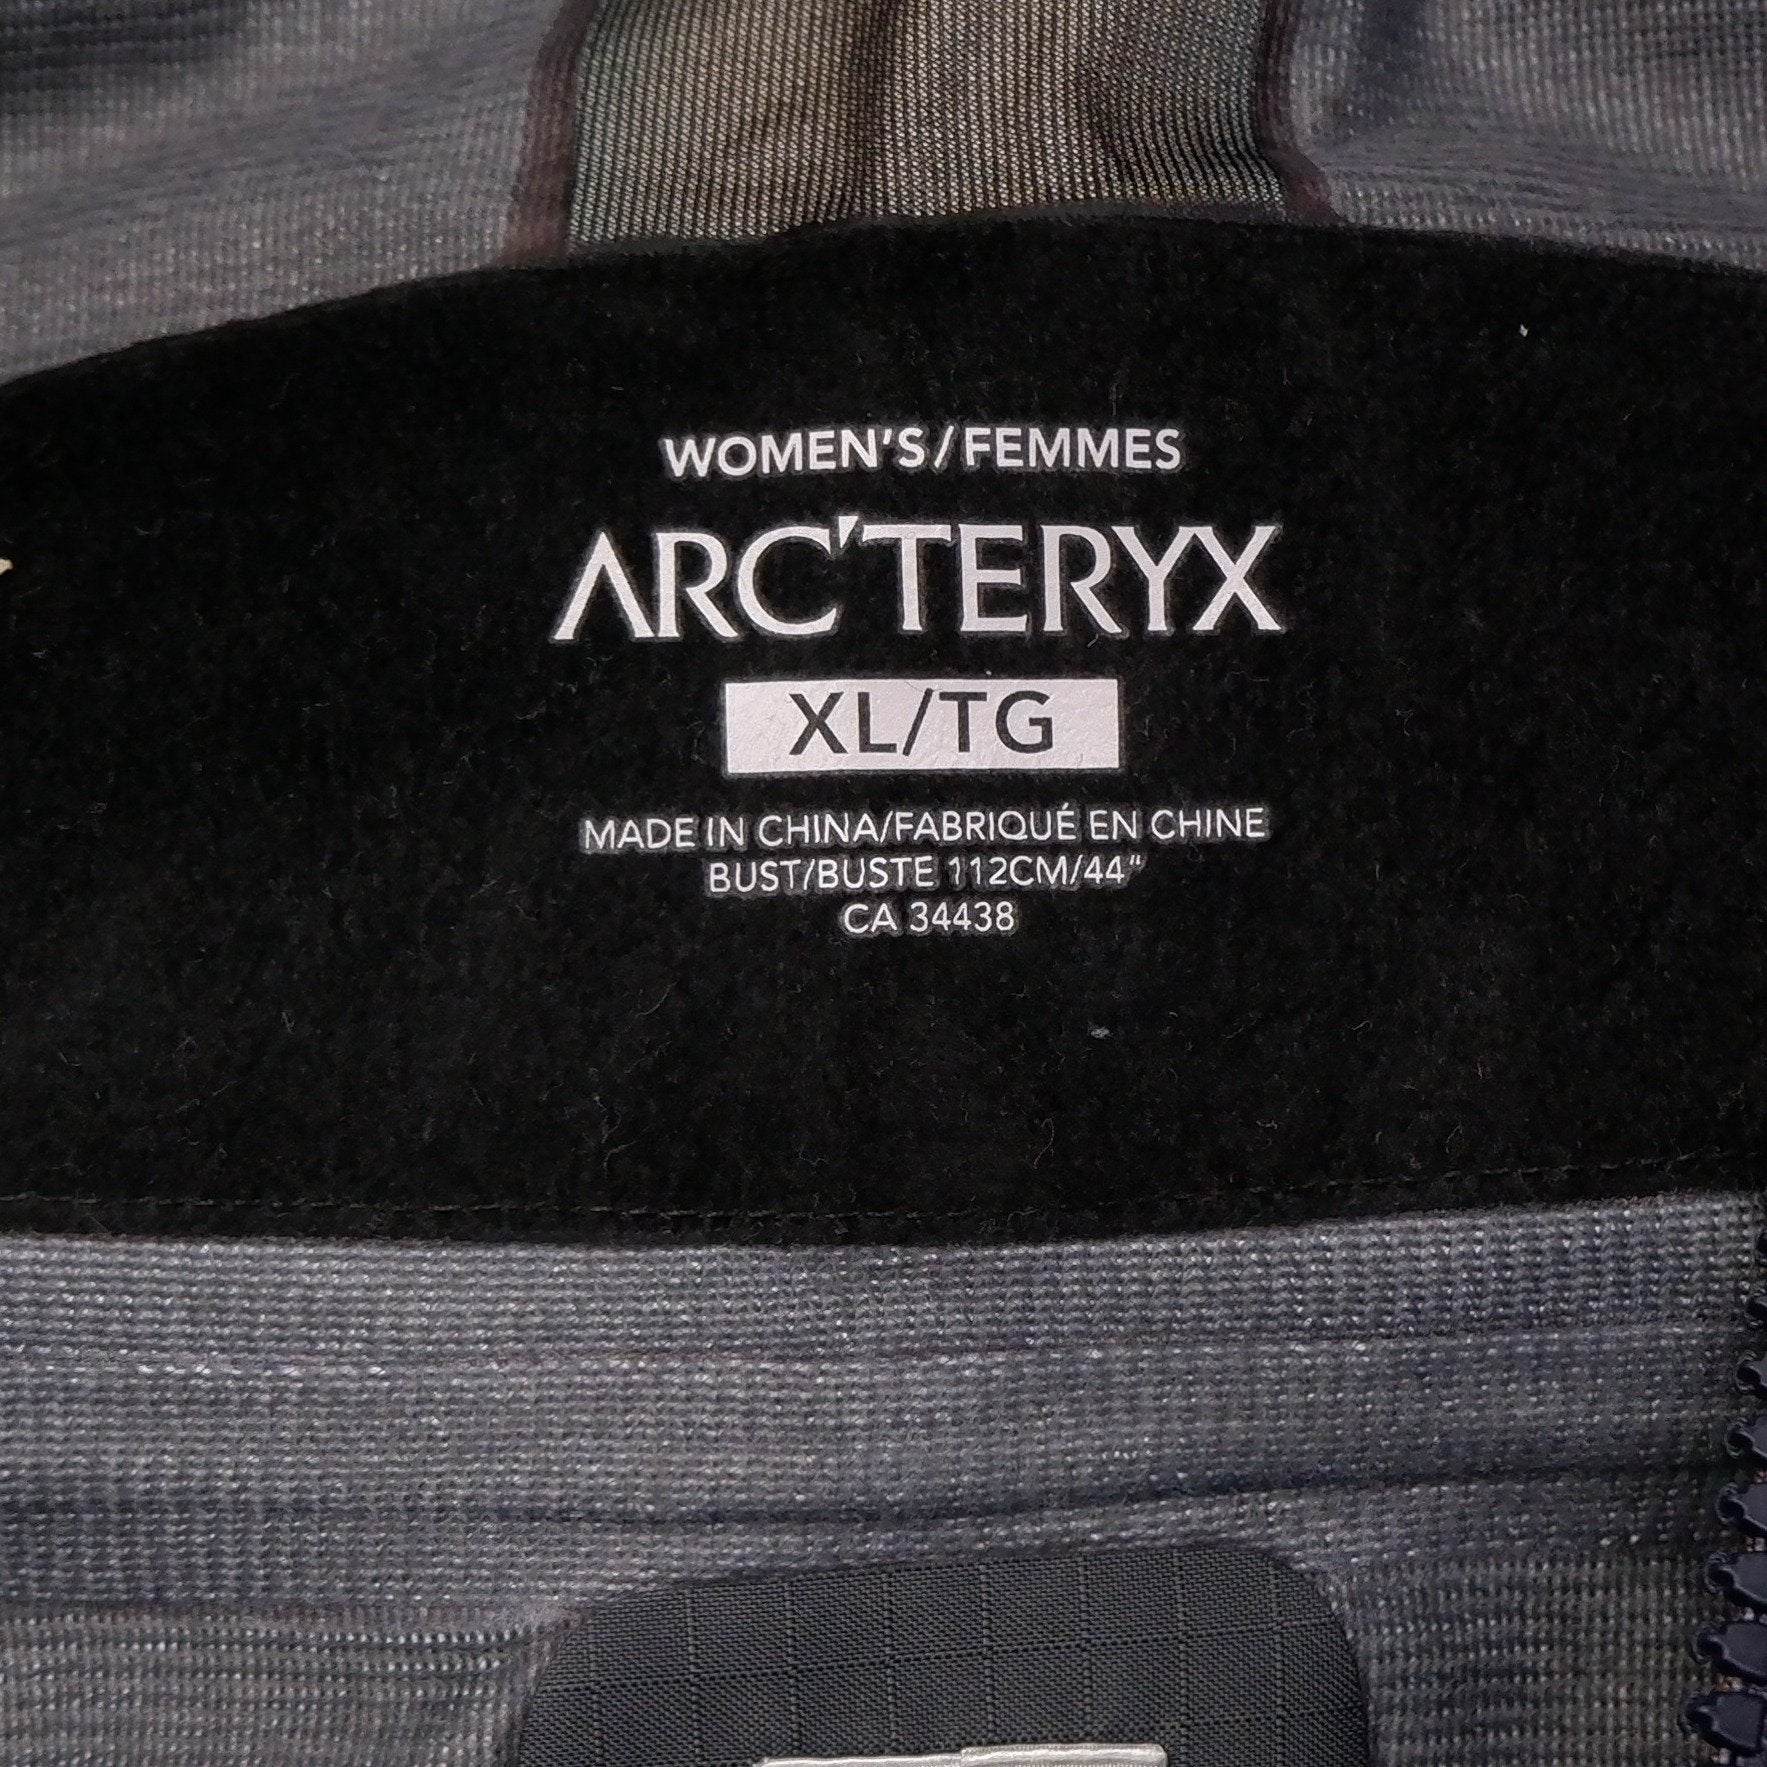 WOMEN'S/FEMMES
ARC'TERYX
XL/TG
MADE IN CHINA/FABRIQUÉ EN CHINE
BUST/BUSTE 112CM/44"
CA 34438